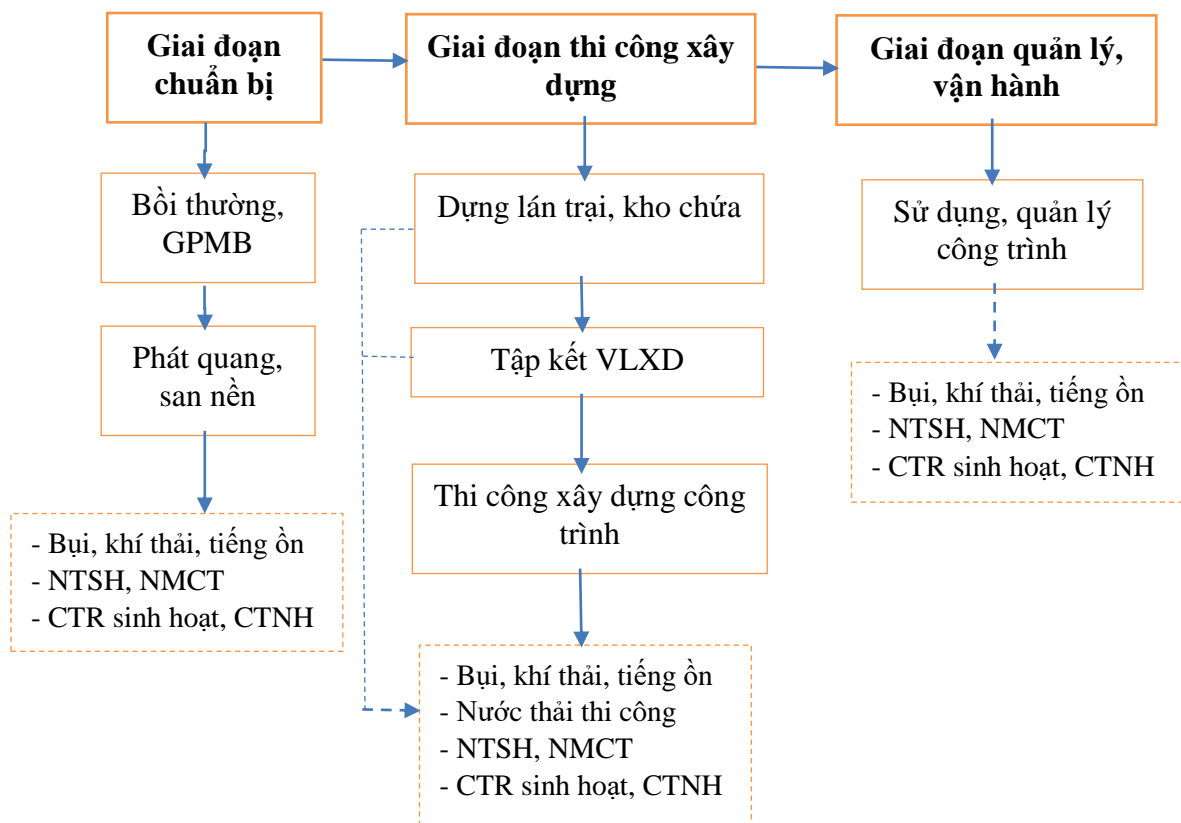 Giai đoạn
chuẩn bị
Giai đoạn thi công xây
dựng
Giai đoạn quản lý,
vận hành
Bồi thường,
GPMB
Phát quang,
san nền
- Bụi, khí thải, tiếng ồn
- NTSH, NMCT
- CTR sinh hoạt, CTNH
Dựng lán trại, kho chứa
Tập kết VLXD
Thi công xây dựng công
trình
- Bụi, khí thải, tiếng ồn
- Nước thải thi công
- NTSH, NMCT
- CTR sinh hoạt, CTNH
Sử dụng, quản lý
công trình
- Bụi, khí thải, tiếng ồn
- NTSH, NMCT
- CTR sinh hoạt, CTNH